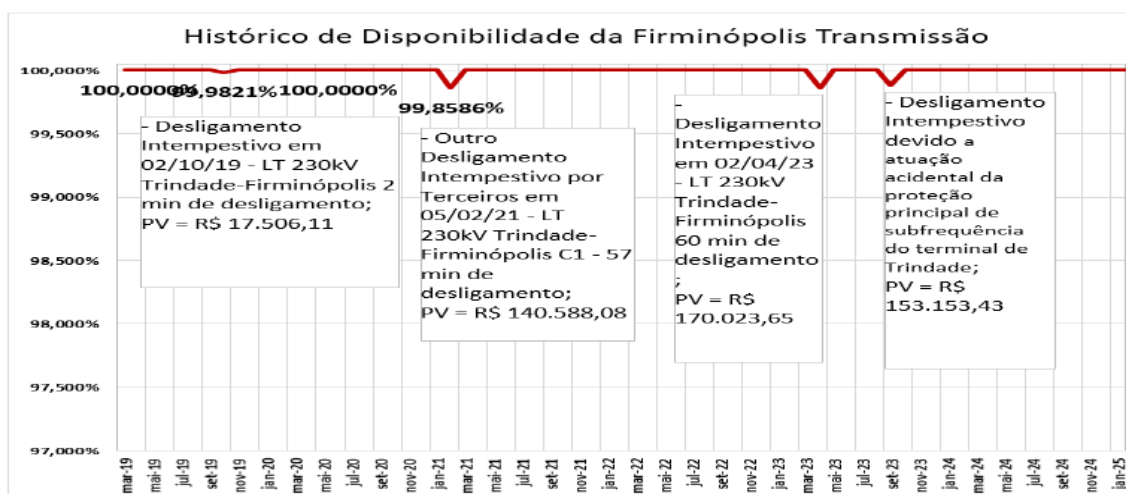 Histórico de Disponibilidade da Firminópolis Transmissão
100,000%
99,500%
99,000%
98,500%
98,000%
97,500%
97,000%
100,0000%
99,9821%
100,0000%
99,8586%
- Desligamento
Intempestivo em
02/10/19 - LT 230kV
Trindade-Firminópolis 2
min de desligamento;
PV = R$ 17.506,11
- Outro
Desligamento
Intempestivo por
Terceiros em
05/02/21 - LT
230kV Trindade-
Firminópolis C1 - 57
min de
desligamento;
PV = R$ 140.588,08
-
Desligamento
Intempestivo
em 02/04/23
- LT 230kV
Trindade-
Firminópolis
60 min de
desligamento
;
PV = R$
170.023,65
- Desligamento
Intempestivo
devido a
atuação
acidental da
proteção
principal de
subfrequência
do terminal de
Trindade;
PV = R$
153.153,43
mar-19
mai-19
jul-19
set-19
nov-19
jan-20
mar-20
mai-20
jul-20
set-20
nov-20
jan-21
mar-21
mai-21
jul-21
set-21
nov-21
jan-22
mar-22
mai-22
jul-22
set-22
nov-22
jan-23
mar-23
mai-23
jul-23
set-23
nov-23
jan-24
mar-24
mai-24
jul-24
set-24
nov-24
jan-25